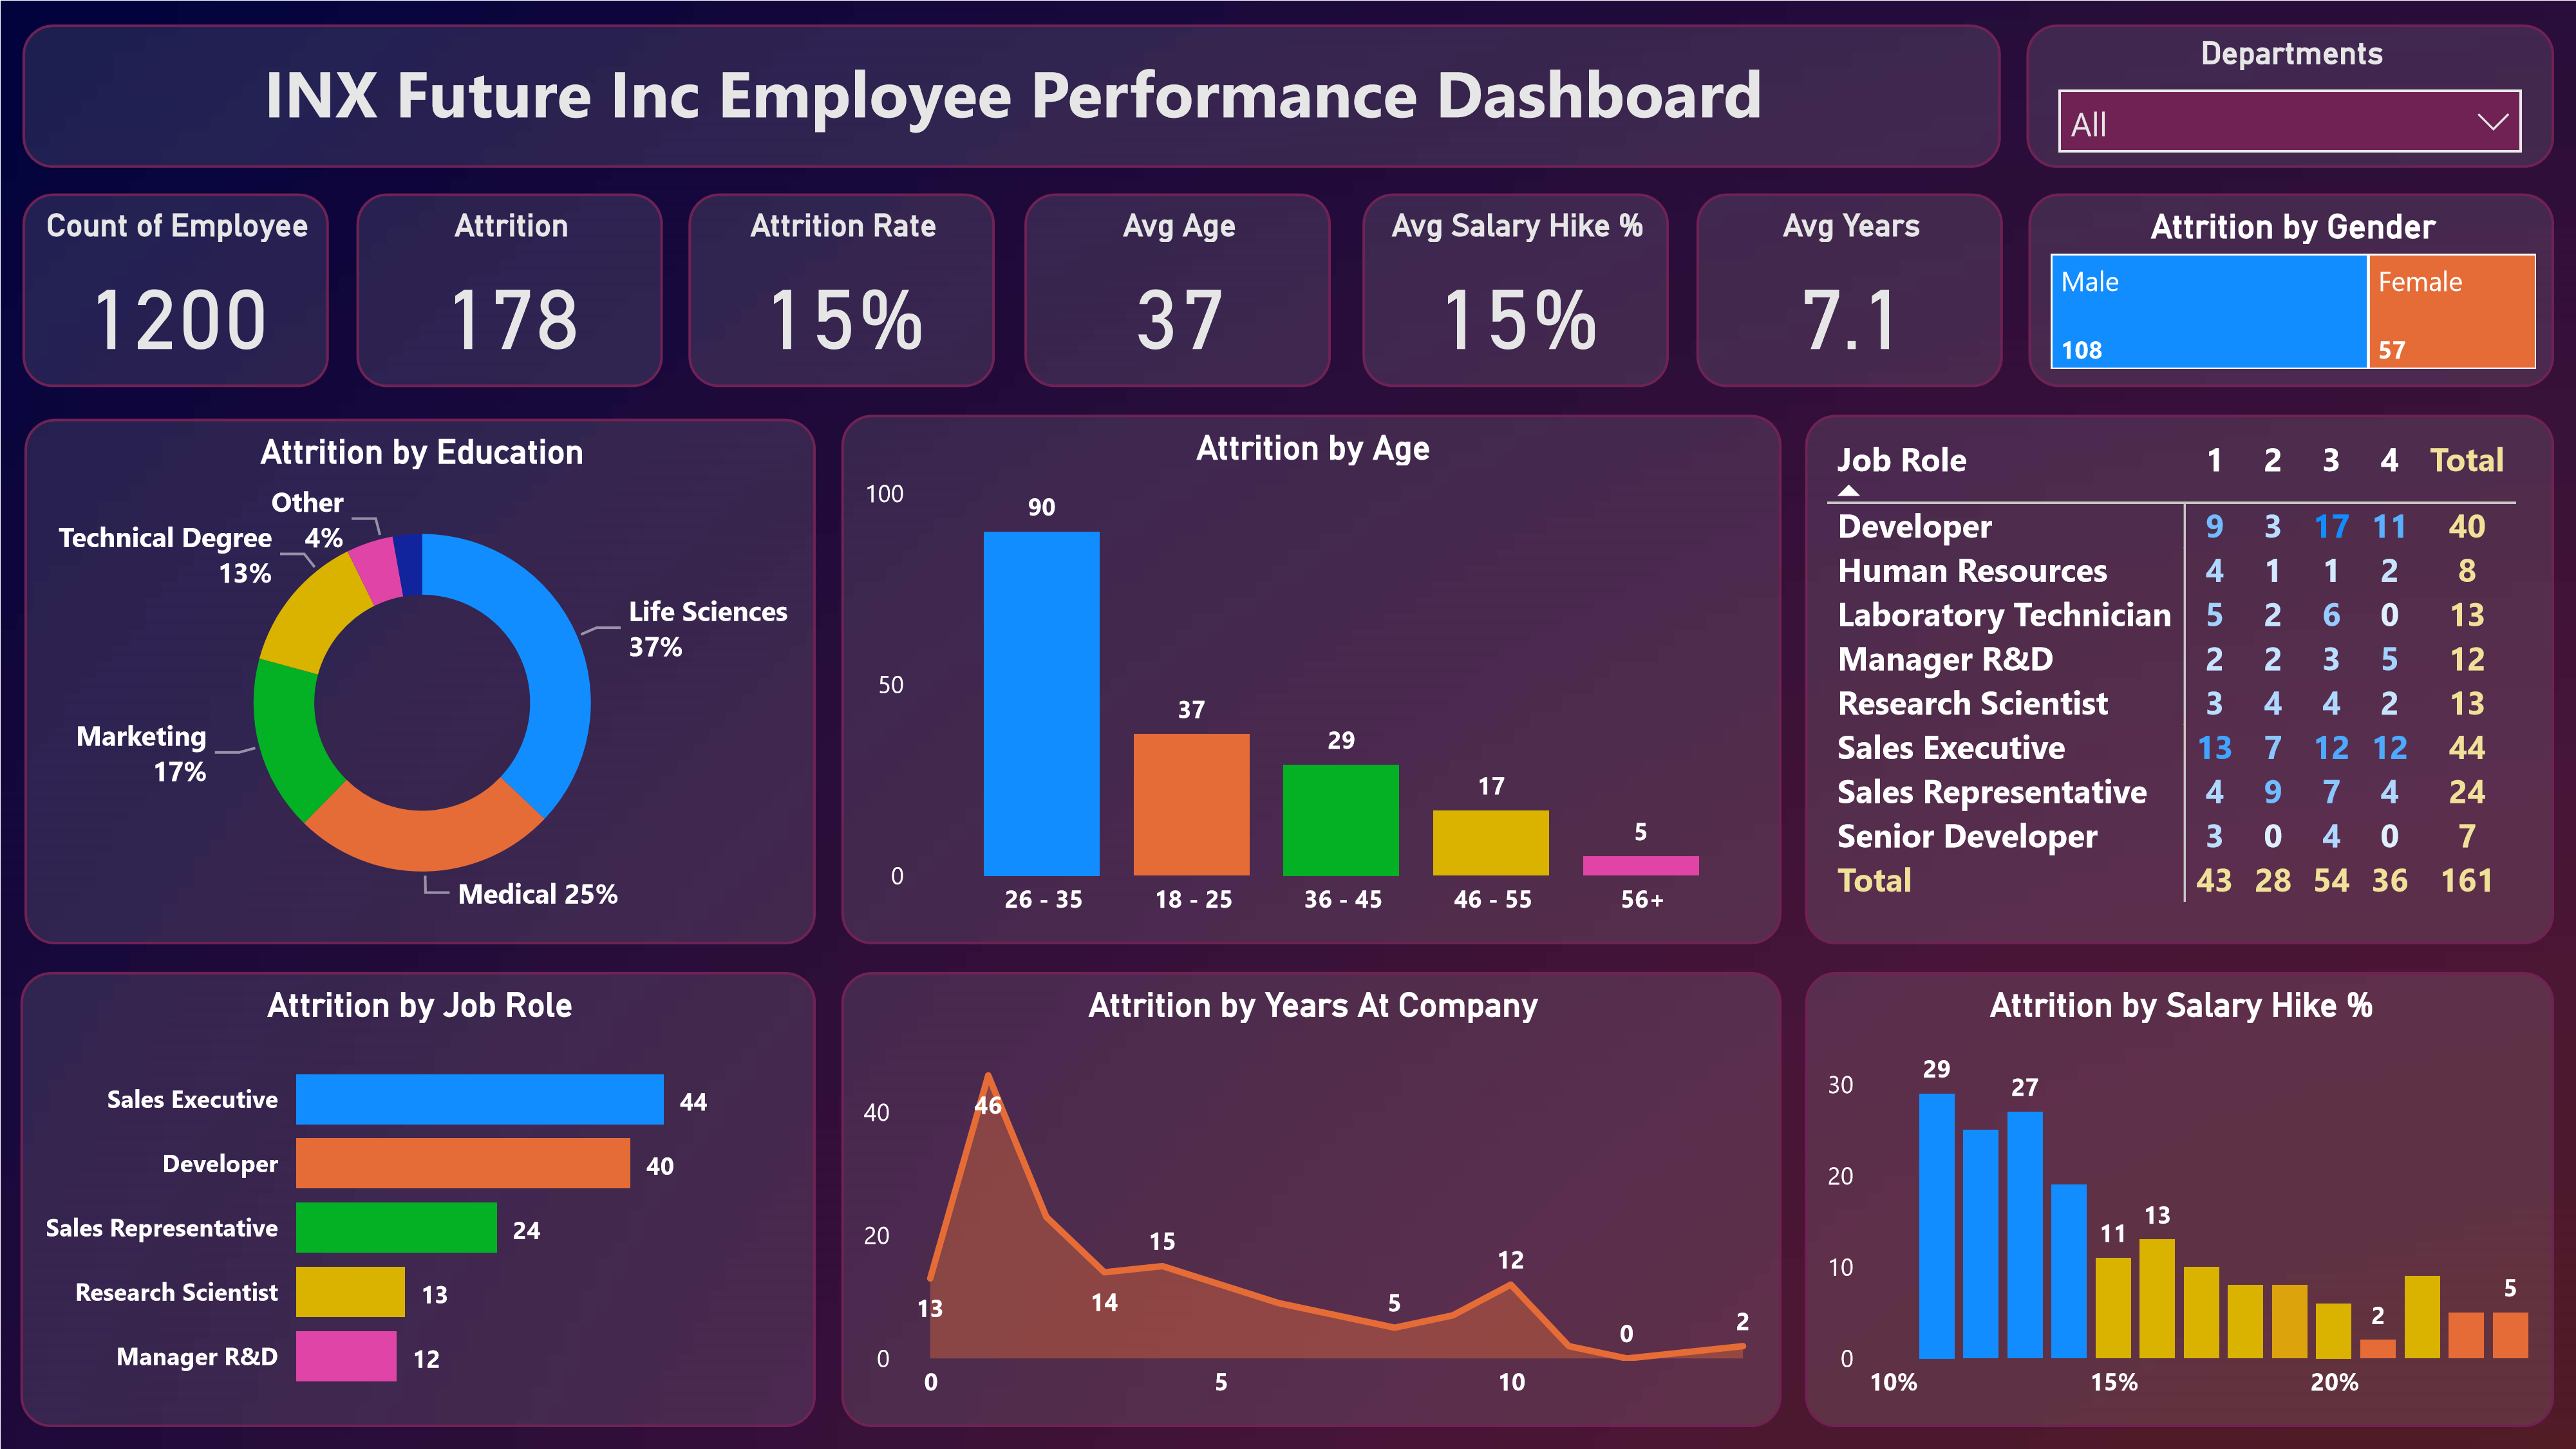 INX Future Inc Employee Performance Dashboard
Departments
All
Count of Employee
1200
Attrition
178
Attrition Rate
15%
Avg Age
37
Avg Salary Hike %
15%
Avg Years
7.1
Attrition by Gender
Male
108
Female
57
Attrition by Education
Other
4%
Technical Degree
13%
Life Sciences
37%
Marketing
17%
Medical 25%
Attrition by Age
100
50
0
90
37
29
17
5
26 - 35
18 - 25
36 - 45
46 - 55
56+
Job Role 1 2 3 4 Total
Developer 9 3 17 11 40
Human Resources 4 1 1 2 8
Laboratory Technician 5 2 6 0 13
Manager R&D 2 2 3 5 12
Research Scientist 3 4 4 2 13
Sales Executive 13 7 12 12 44
Sales Representative 4 9 7 4 24
Senior Developer 3 0 4 0 7
Total 43 28 54 36 161
Attrition by Job Role
Sales Executive 44
Developer 40
Sales Representative 24
Research Scientist 13
Manager R&D 12
Attrition by Years At Company
40
20
0
13
46
14
15
5
12
0
2
0
5
10
Attrition by Salary Hike %
30
20
10
0
29
27
11
13
2
5
10%
15%
20%